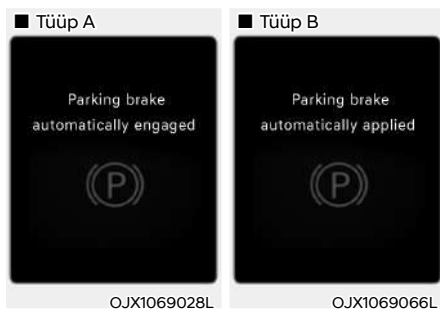 ■ Tüüp A
Parking brake
automatically engaged
(P)
OJX1069028L
■ Tüüp B
Parking brake
automatically applied
(P)
OJX1069066L